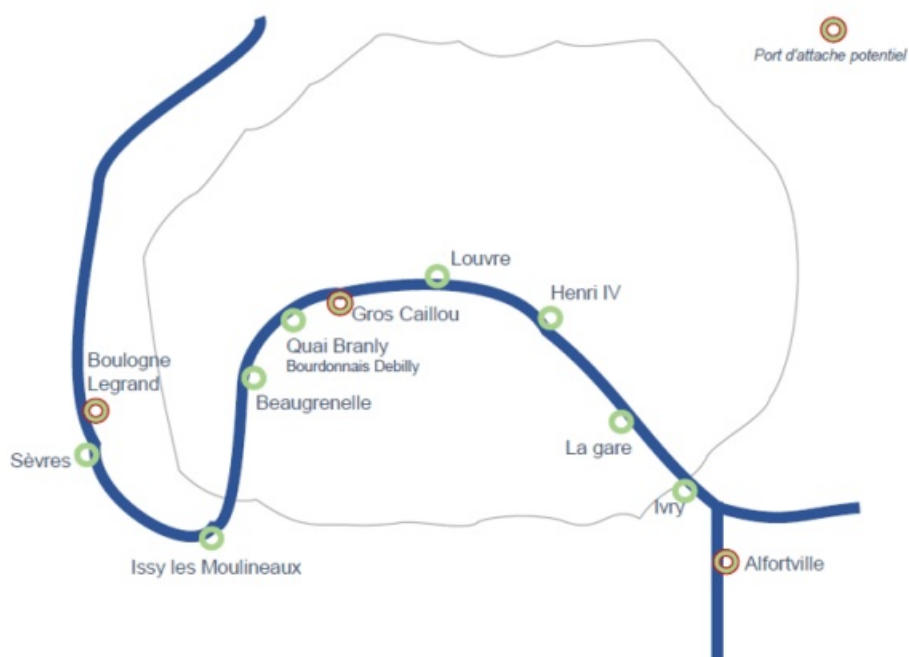 Port d'attache potentiel
Louvre
Henri IV
Gros Caillou
Quai Branly
Bourdonnais Debilly
Boulogne
Legrand
Beaugrenelle
La gare
Sèvres
Ivry
Issy les Moulineaux
Alfortville